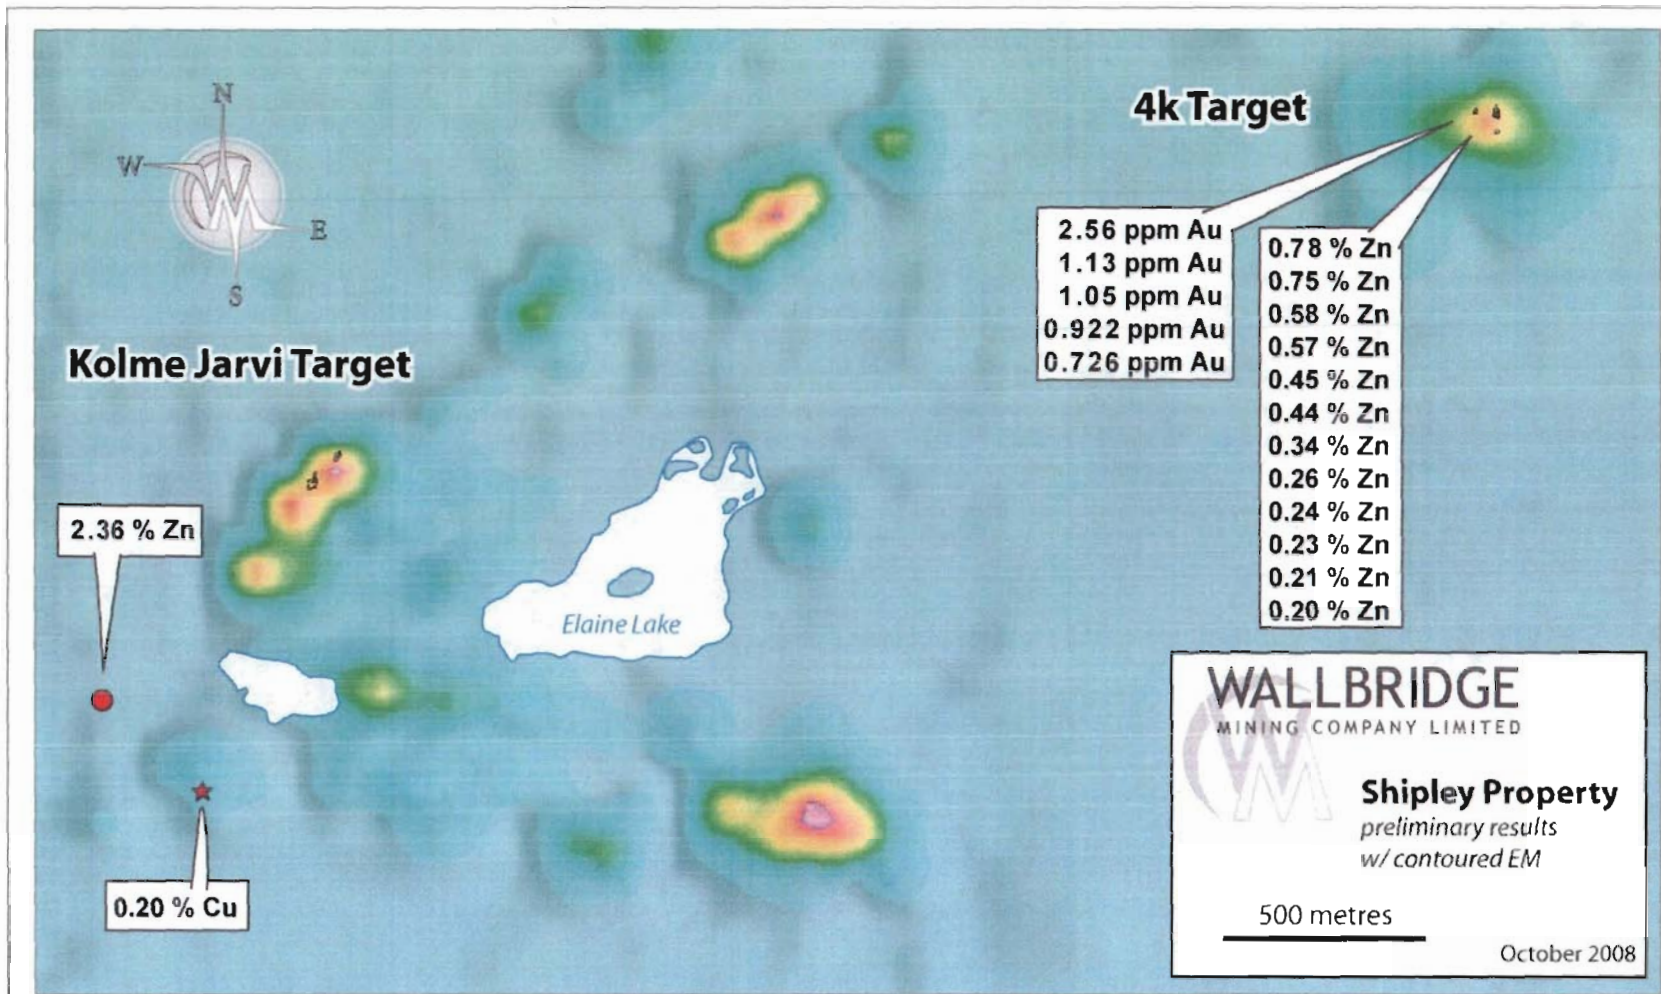 N
W
E
S
4k Target
2.56 ppm Au
1.13 ppm Au
1.05 ppm Au
0.922 ppm Au
0.726 ppm Au
0.78 % Zn
0.75 % Zn
0.58 % Zn
0.57 % Zn
0.45 % Zn
0.44 % Zn
0.34 % Zn
0.26 % Zn
0.24 % Zn
0.23 % Zn
0.21 % Zn
0.20 % Zn
Kolme Jarvi Target
2.36 % Zn
Elaine Lake
0.20 % Cu
WALLBRIDGE
MINING COMPANY LIMITED
Shipley Property
preliminary results
w/ contoured EM
500 metres
October 2008